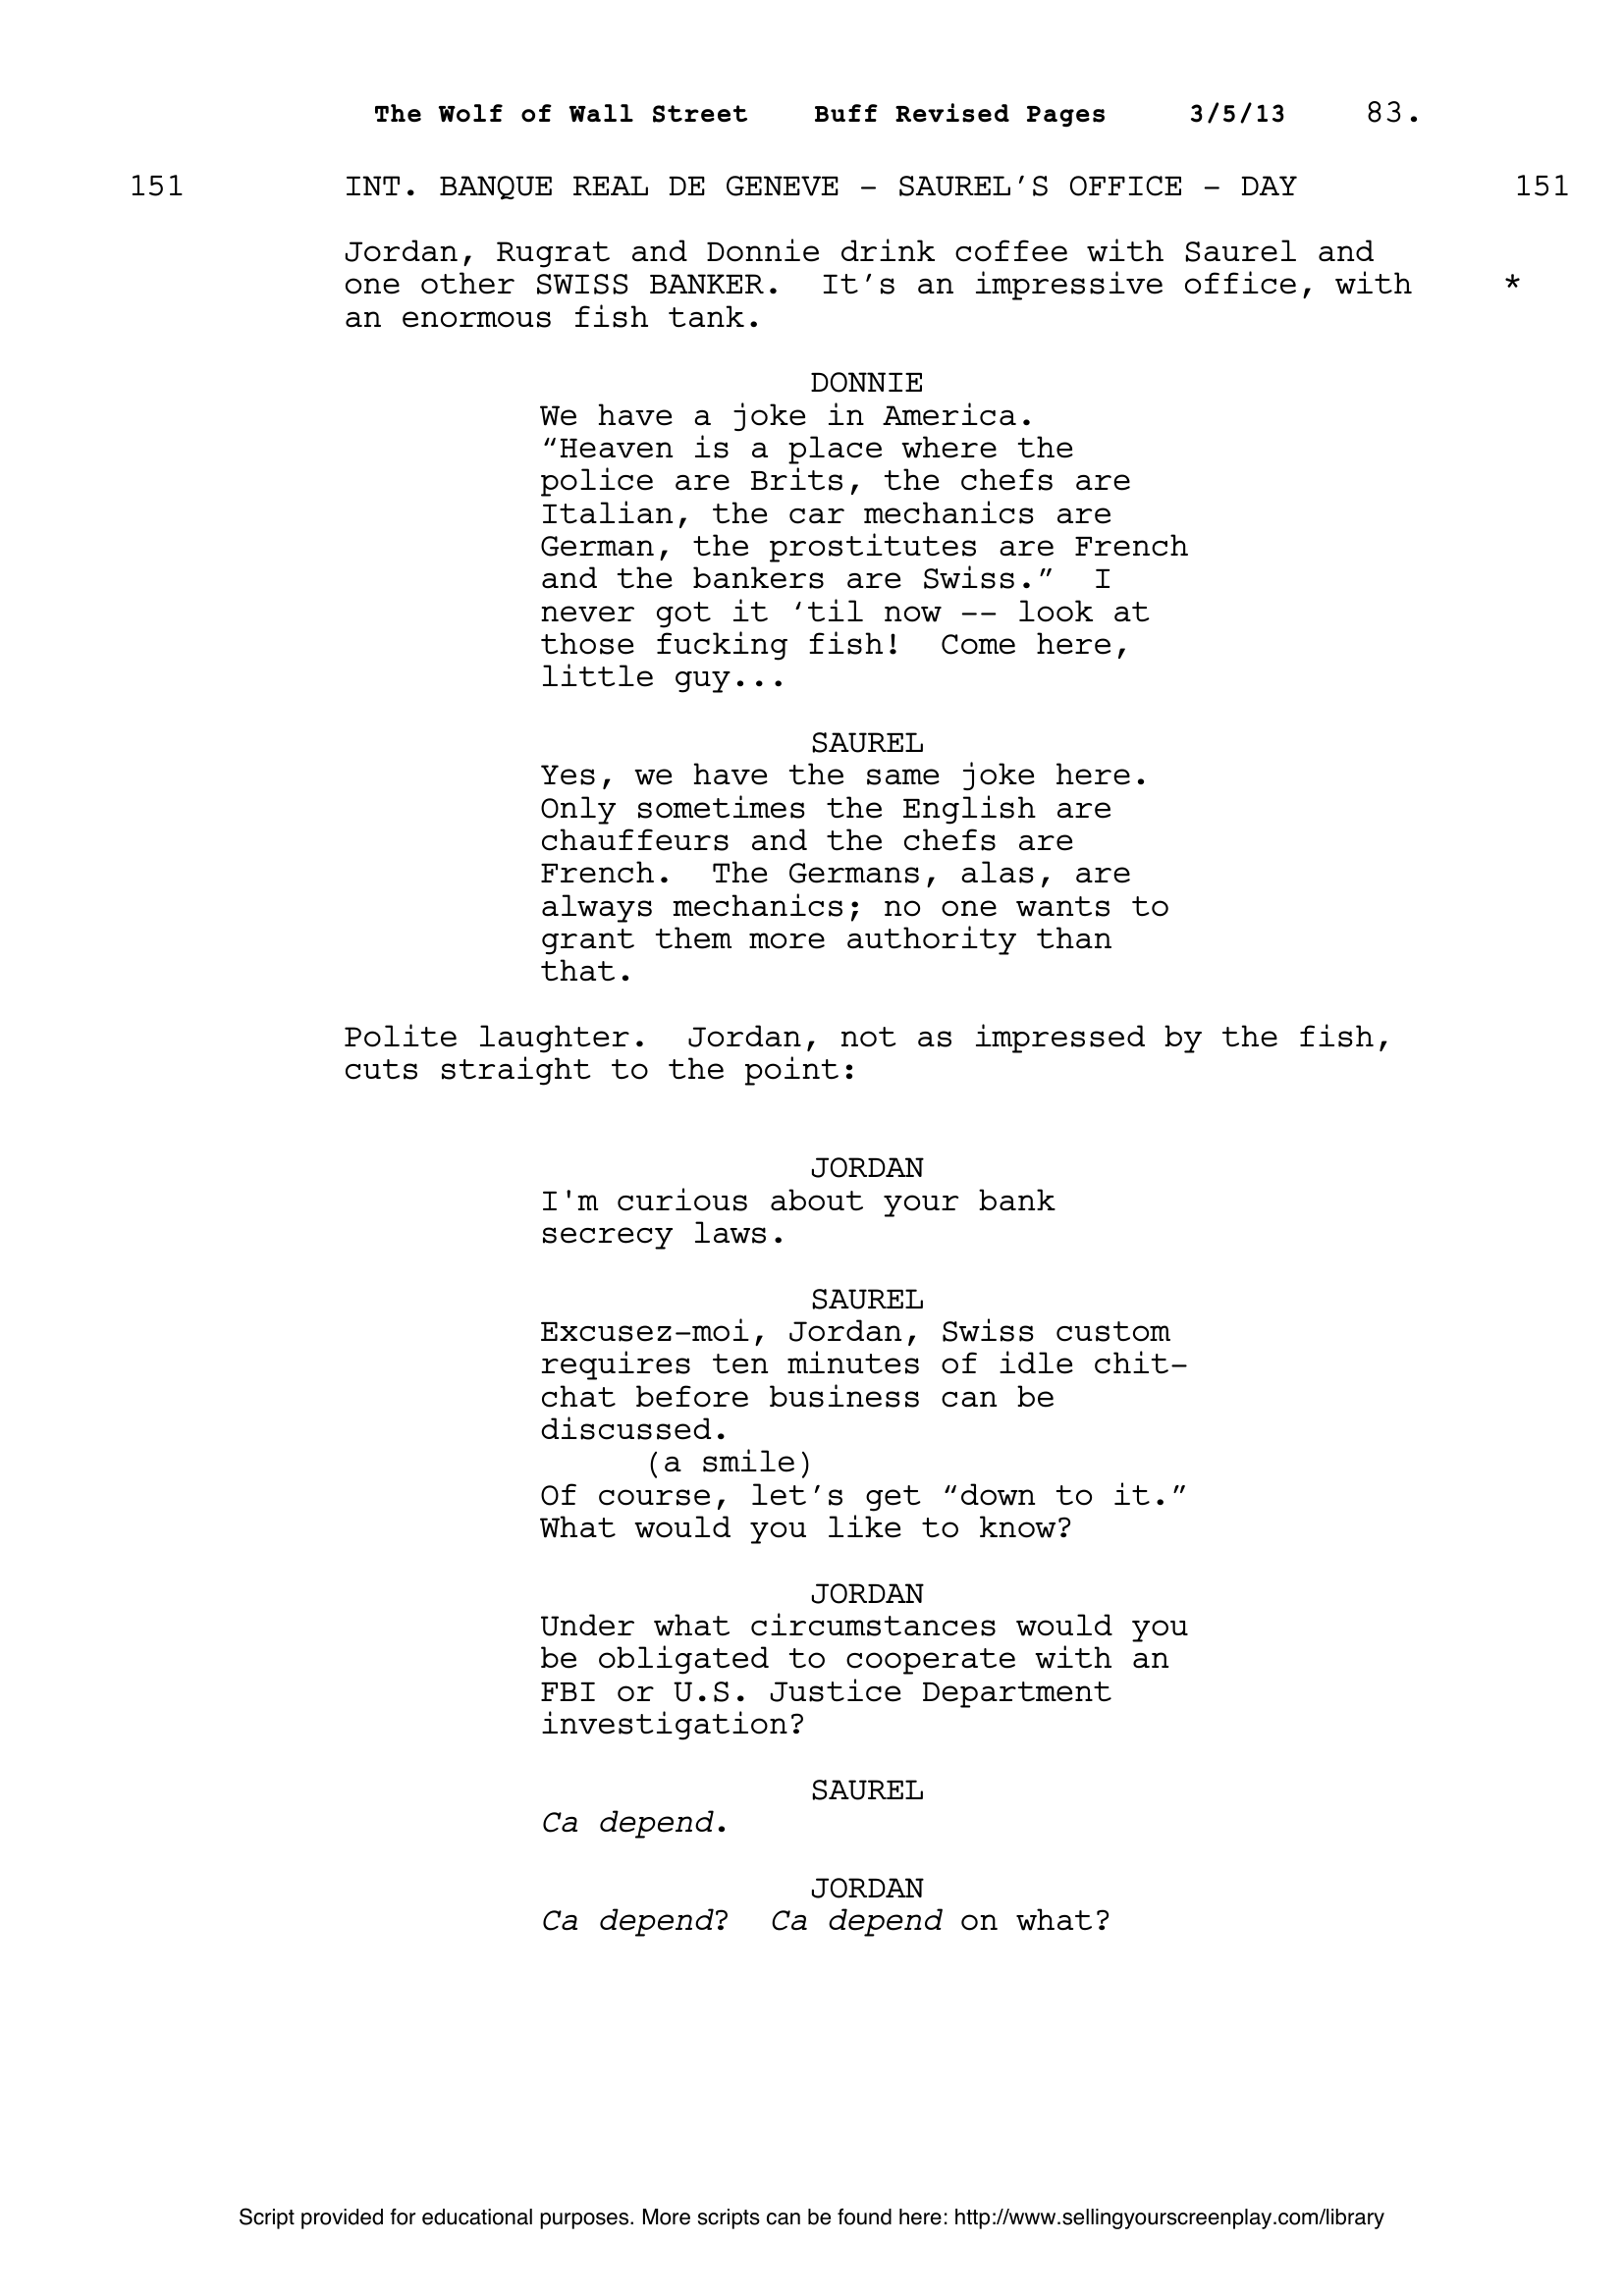 The Wolf of Wall Street    Buff Revised Pages    3/5/13    83.
151    INT. BANQUE REAL DE GENEVE - SAUREL’S OFFICE - DAY    151
Jordan, Rugrat and Donnie drink coffee with Saurel and
one other SWISS BANKER.  It’s an impressive office, with    *
an enormous fish tank.
DONNIE
We have a joke in America.
“Heaven is a place where the
police are Brits, the chefs are
Italian, the car mechanics are
German, the prostitutes are French
and the bankers are Swiss.”  I
never got it ‘til now -- look at
those fucking fish!  Come here,
little guy...
SAUREL
Yes, we have the same joke here.
Only sometimes the English are
chauffeurs and the chefs are
French.  The Germans, alas, are
always mechanics; no one wants to
grant them more authority than
that.
Polite laughter.  Jordan, not as impressed by the fish,
cuts straight to the point:
JORDAN
I'm curious about your bank
secrecy laws.
SAUREL
Excusez-moi, Jordan, Swiss custom
requires ten minutes of idle chit-
chat before business can be
discussed.
(a smile)
Of course, let’s get “down to it.”
What would you like to know?
JORDAN
Under what circumstances would you
be obligated to cooperate with an
FBI or U.S. Justice Department
investigation?
SAUREL
Ca depend.
JORDAN
Ca depend?  Ca depend on what?
Script provided for educational purposes. More scripts can be found here: http://www.sellingyourscreenplay.com/library